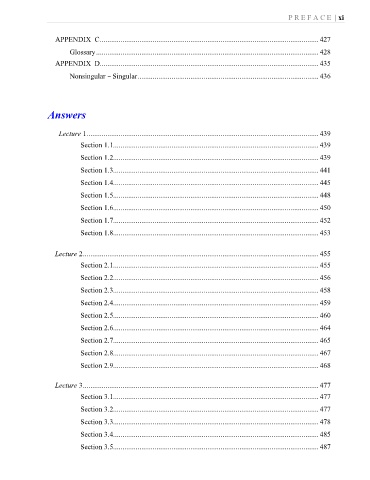 PREFACE | xi
APPENDIX C.................................................................................................. 427
Glossary.................................................................................................. 428
APPENDIX D.................................................................................................. 435
Nonsingular – Singular.................................................................................. 436
Answers
Lecture 1.................................................................................................. 439
Section 1.1.................................................................................................. 439
Section 1.2.................................................................................................. 439
Section 1.3.................................................................................................. 441
Section 1.4.................................................................................................. 445
Section 1.5.................................................................................................. 448
Section 1.6.................................................................................................. 450
Section 1.7.................................................................................................. 452
Section 1.8.................................................................................................. 453
Lecture 2.................................................................................................. 455
Section 2.1.................................................................................................. 455
Section 2.2.................................................................................................. 456
Section 2.3.................................................................................................. 458
Section 2.4.................................................................................................. 459
Section 2.5.................................................................................................. 460
Section 2.6.................................................................................................. 464
Section 2.7.................................................................................................. 465
Section 2.8.................................................................................................. 467
Section 2.9.................................................................................................. 468
Lecture 3.................................................................................................. 477
Section 3.1.................................................................................................. 477
Section 3.2.................................................................................................. 477
Section 3.3.................................................................................................. 478
Section 3.4.................................................................................................. 485
Section 3.5.................................................................................................. 487